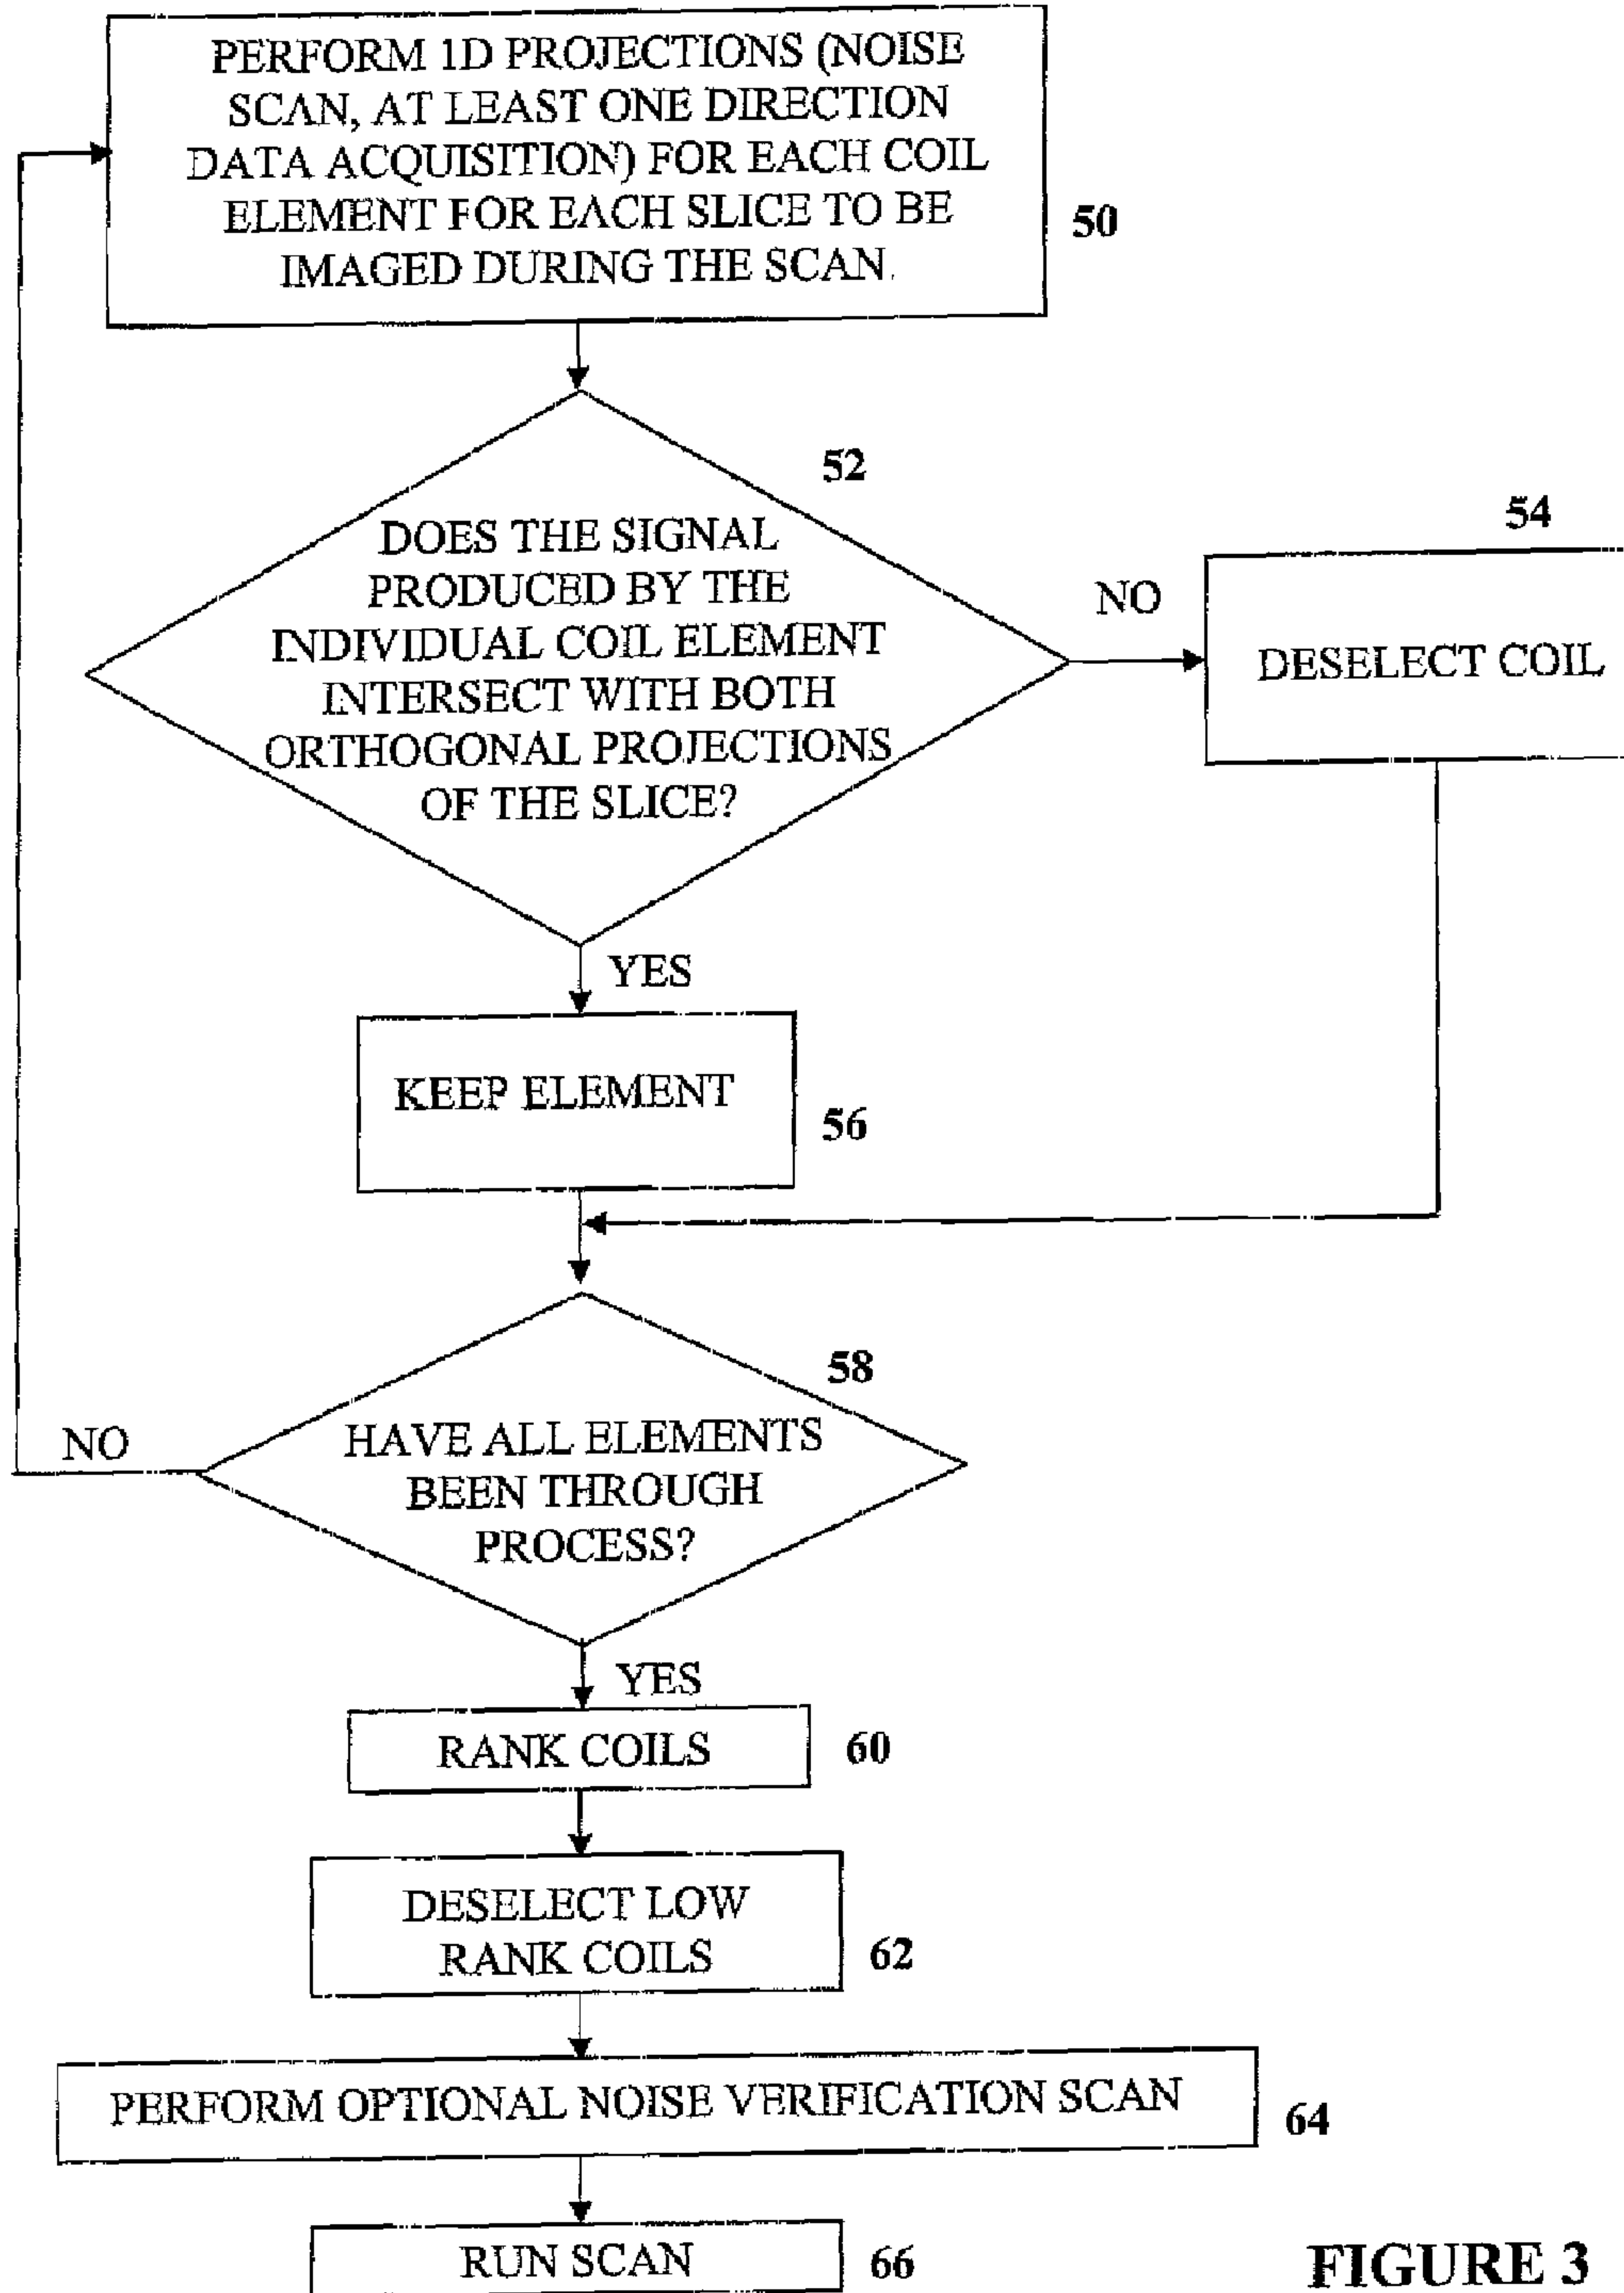 PERFORM 1D PROJECTIONS (NOISE
SCAN, AT LEAST ONE DIRECTION
DATA ACQUISITION) FOR EACH COIL
ELEMENT FOR EACH SLICE TO BE
IMAGED DURING THE SCAN.
50
52
DOES THE SIGNAL
PRODUCED BY THE
INDIVIDUAL COIL ELEMENT
INTERSECT WITH BOTH
ORTHOGONAL PROJECTIONS
OF THE SLICE?
NO
54
DESELECT COIL
YES
KEEP ELEMENT
56
58
HAVE ALL ELEMENTS
BEEN THROUGH
PROCESS?
NO
YES
RANK COILS
60
DESELECT LOW
RANK COILS
62
PERFORM OPTIONAL NOISE VERIFICATION SCAN
64
RUN SCAN
66
FIGURE 3